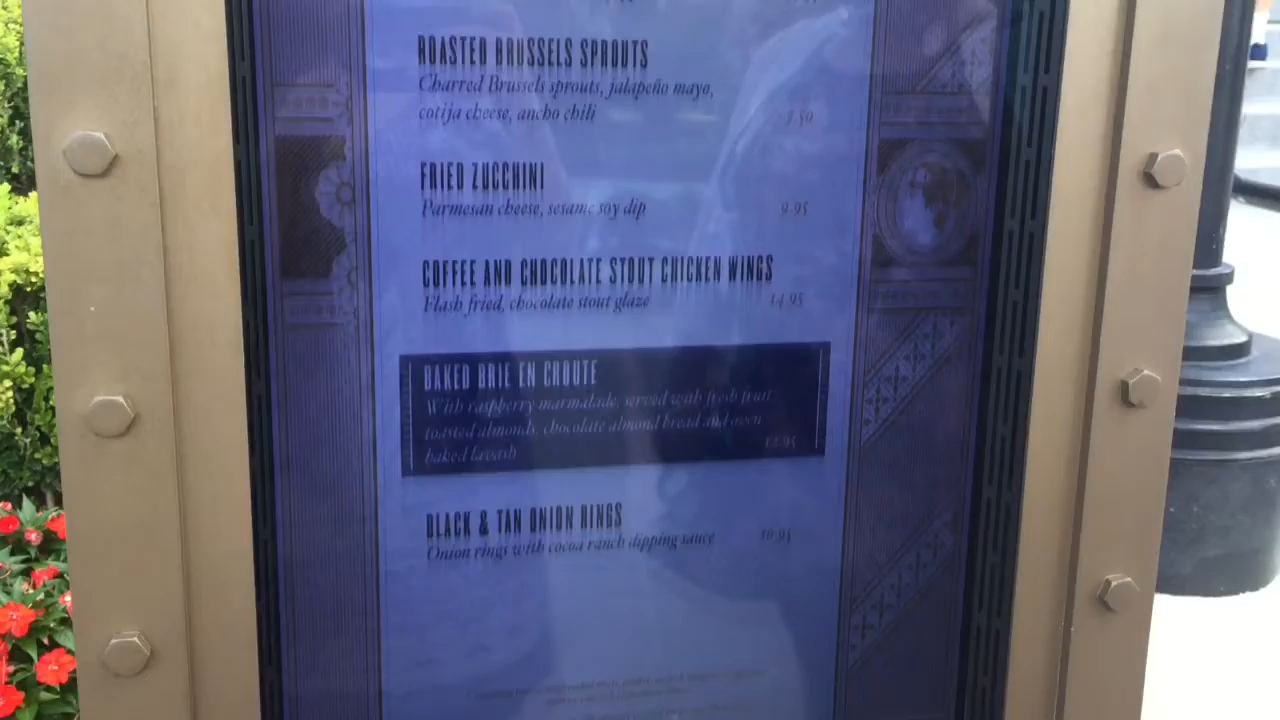 ROASTED BRUSSELS SPROUTS
Charred Brussels sprouts, jalapeño mayo,
cotija cheese, ancho chili
FRIED ZUCCHINI
Parmesan cheese, sesame soy dip 9.95
COFFEE AND CHOCOLATE STOUT CHICKEN WINGS
Flash fried, chocolate stout glaze 14.95
BAKED BRIE EN CROUTE
With raspberry marmalade, served with fresh fruit
toasted almonds, chocolate almond bread and oven
baked lavash 12.95
BLACK & TAN ONION RINGS
Onion rings with cocoa ranch dipping sauce 10.95